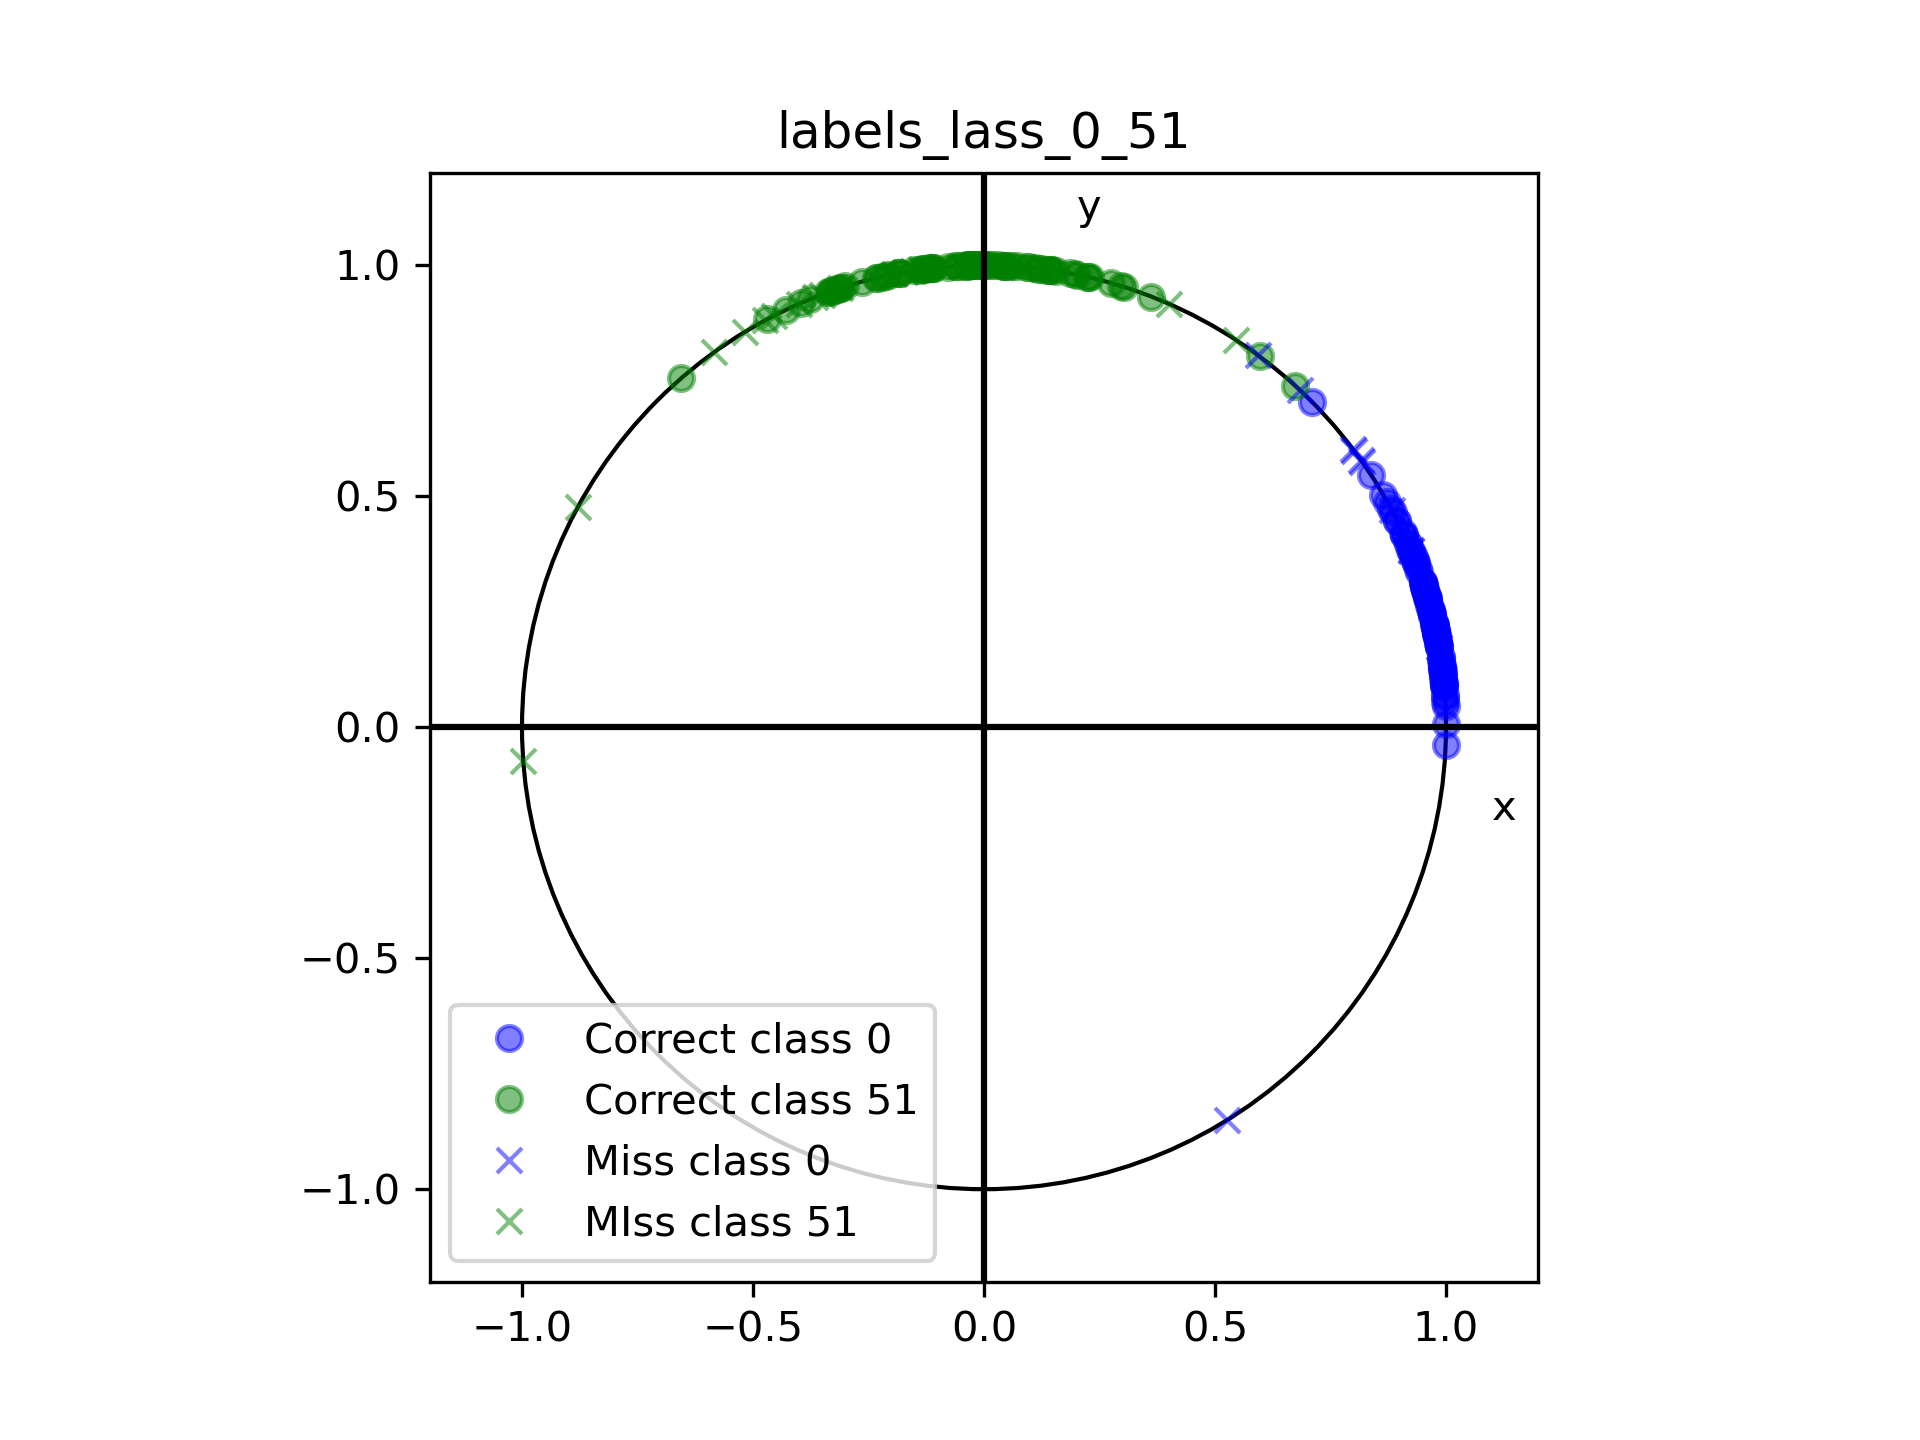 labels_lass_0_51
y
1.0
0.5
0.0
x
−0.5
−1.0
Correct class 0
Correct class 51
Miss class 0
MIss class 51
−1.0 −0.5 0.0 0.5 1.0